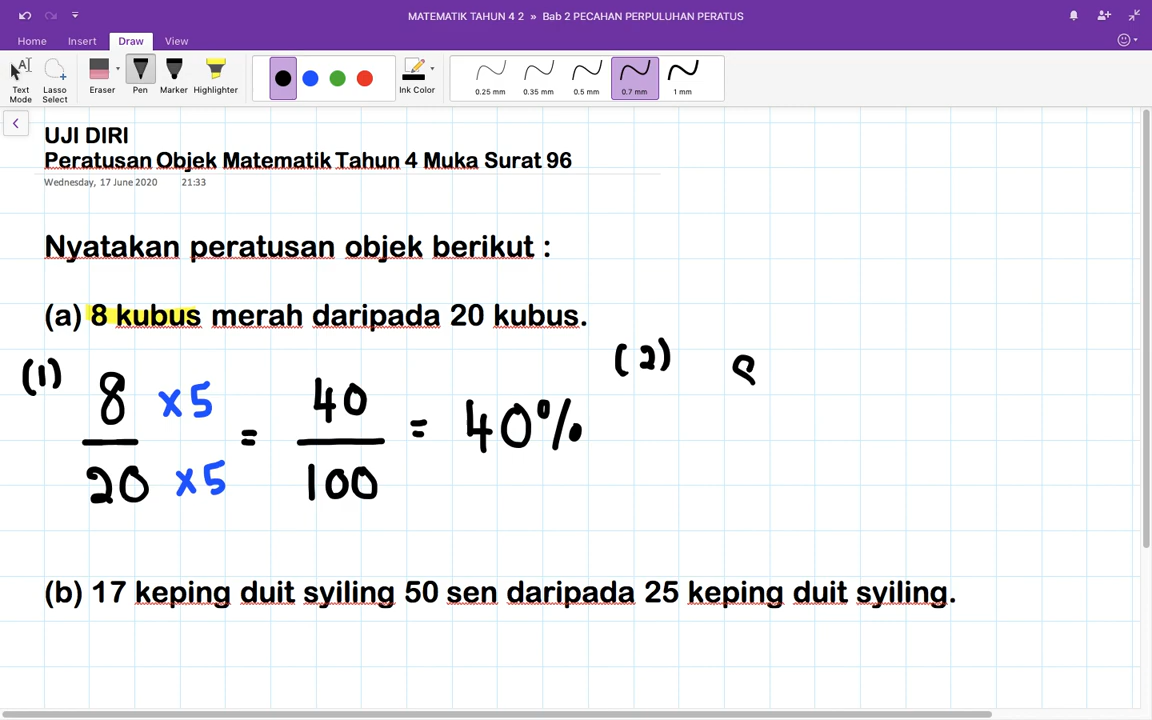 MATEMATIK TAHUN 4 2 » Bab 2 PECAHAN PERPULUHAN PERATUS
Home Insert Draw View
Text Mode Lasso Select Eraser Pen Marker Highlighter Ink Color 0.25 mm 0.35 mm 0.5 mm 0.7 mm 1 mm
UJI DIRI
Peratusan Objek Matematik Tahun 4 Muka Surat 96
Wednesday, 17 June 2020 21:33
Nyatakan peratusan objek berikut :
(a) 8 kubus merah daripada 20 kubus.
(1) 8/20 ×5/×5 = 40/100 = 40%
(2) 8
(b) 17 keping duit syiling 50 sen daripada 25 keping duit syiling.